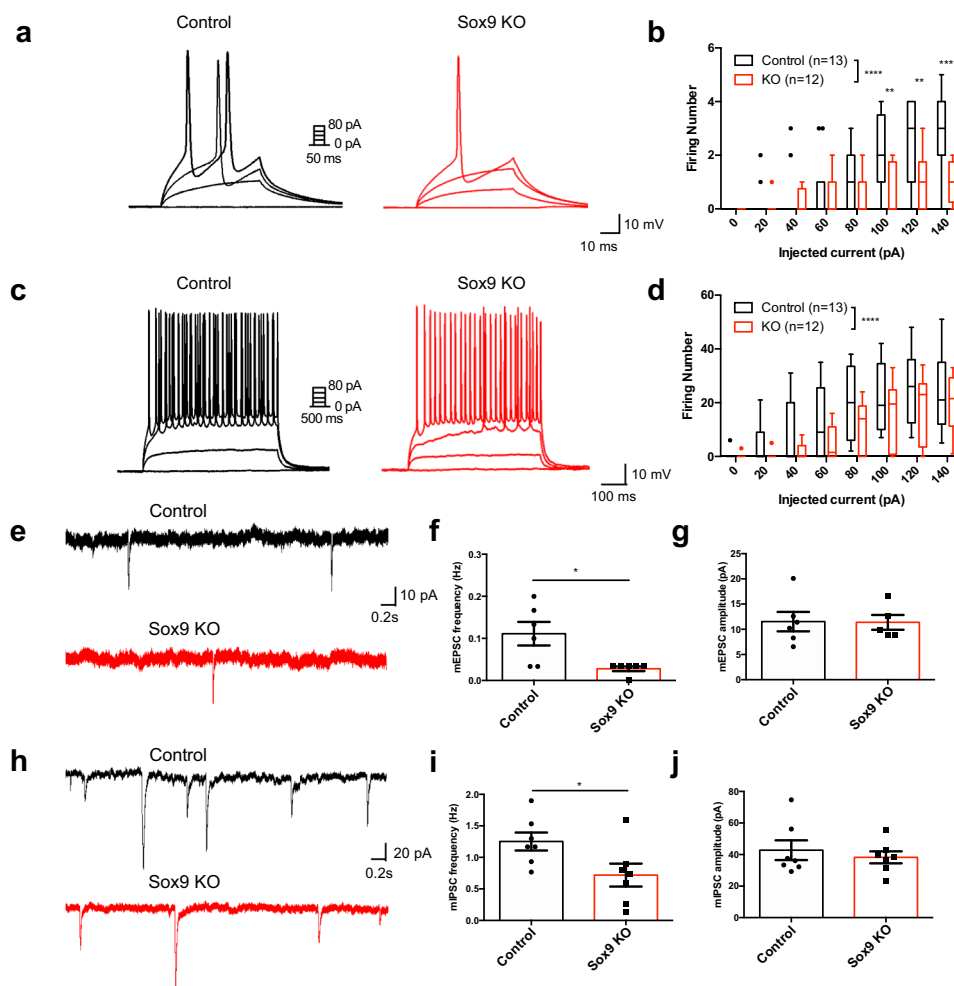 a
Control
Sox9 KO
80 pA
0 pA
50 ms
10 mV
10 ms
b
Firing Number
6
4
2
0
Control (n=13)
KO (n=12)
****
**
**
***
0
20
40
60
80
100
120
140
Injected current (pA)
c
Control
Sox9 KO
80 pA
0 pA
500 ms
10 mV
100 ms
d
Firing Number
60
40
20
0
Control (n=13)
KO (n=12)
****
0
20
40
60
80
100
120
140
Injected current (pA)
e
Control
10 pA
0.2s
Sox9 KO
f
mEPSC frequency (Hz)
0.3
0.2
0.1
0.0
*
Control
Sox9 KO
g
mEPSC amplitude (pA)
25
20
15
10
5
0
Control
Sox9 KO
h
Control
20 pA
0.2s
Sox9 KO
i
mIPSC frequency (Hz)
2.0
1.5
1.0
0.5
0.0
*
Control
Sox9 KO
j
mIPSC amplitude (pA)
80
60
40
20
0
Control
Sox9 KO